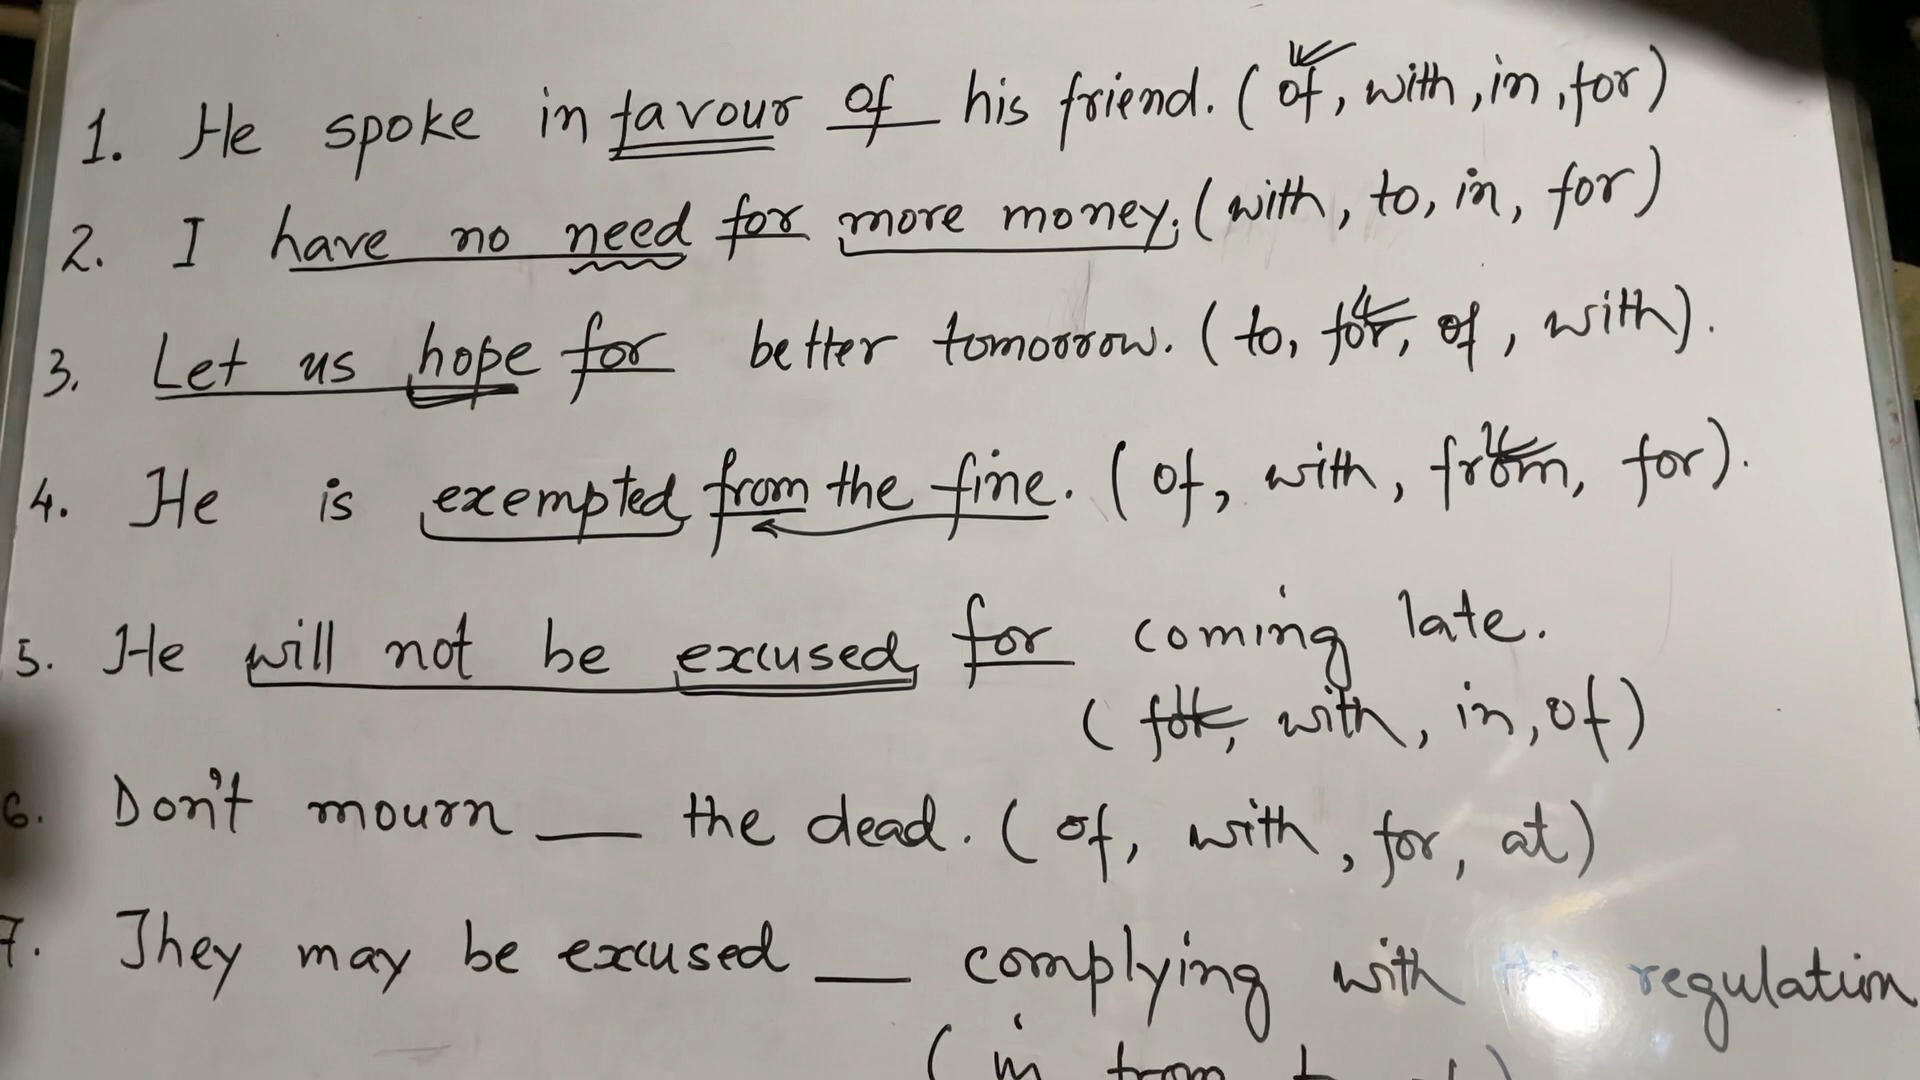 1. He spoke in favour of his friend. (of, with, in, for)
2. I have no need for more money. (with, to, in, for)
3. Let us hope for better tomorrow. (to, for, of, with).
4. He is exempted from the fine. (of, with, from, for).
5. He will not be excused for coming late.
(for, with, in, of)
6. Don't mourn __ the dead. (of, with, for, at)
7. They may be excused __ complying with this regulation
(in from